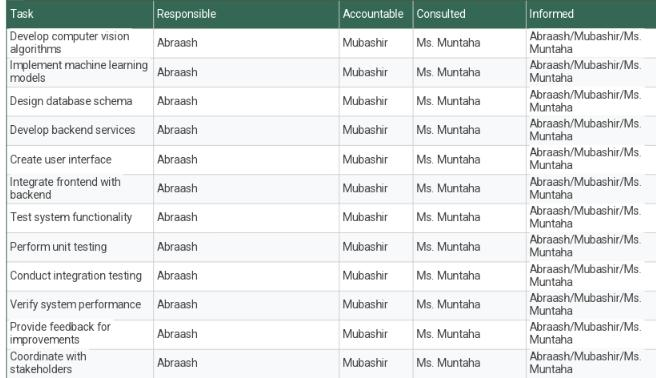 Task Responsible Accountable Consulted Informed
Develop computer vision algorithms Abraash Mubashir Ms. Muntaha Abraash/Mubashir/Ms. Muntaha
Implement machine learning models Abraash Mubashir Ms. Muntaha Abraash/Mubashir/Ms. Muntaha
Design database schema Abraash Mubashir Ms. Muntaha Abraash/Mubashir/Ms. Muntaha
Develop backend services Abraash Mubashir Ms. Muntaha Abraash/Mubashir/Ms. Muntaha
Create user interface Abraash Mubashir Ms. Muntaha Abraash/Mubashir/Ms. Muntaha
Integrate frontend with backend Abraash Mubashir Ms. Muntaha Abraash/Mubashir/Ms. Muntaha
Test system functionality Abraash Mubashir Ms. Muntaha Abraash/Mubashir/Ms. Muntaha
Perform unit testing Abraash Mubashir Ms. Muntaha Abraash/Mubashir/Ms. Muntaha
Conduct integration testing Abraash Mubashir Ms. Muntaha Abraash/Mubashir/Ms. Muntaha
Verify system performance Abraash Mubashir Ms. Muntaha Abraash/Mubashir/Ms. Muntaha
Provide feedback for improvements Abraash Mubashir Ms. Muntaha Abraash/Mubashir/Ms. Muntaha
Coordinate with stakeholders Abraash Mubashir Ms. Muntaha Abraash/Mubashir/Ms. Muntaha